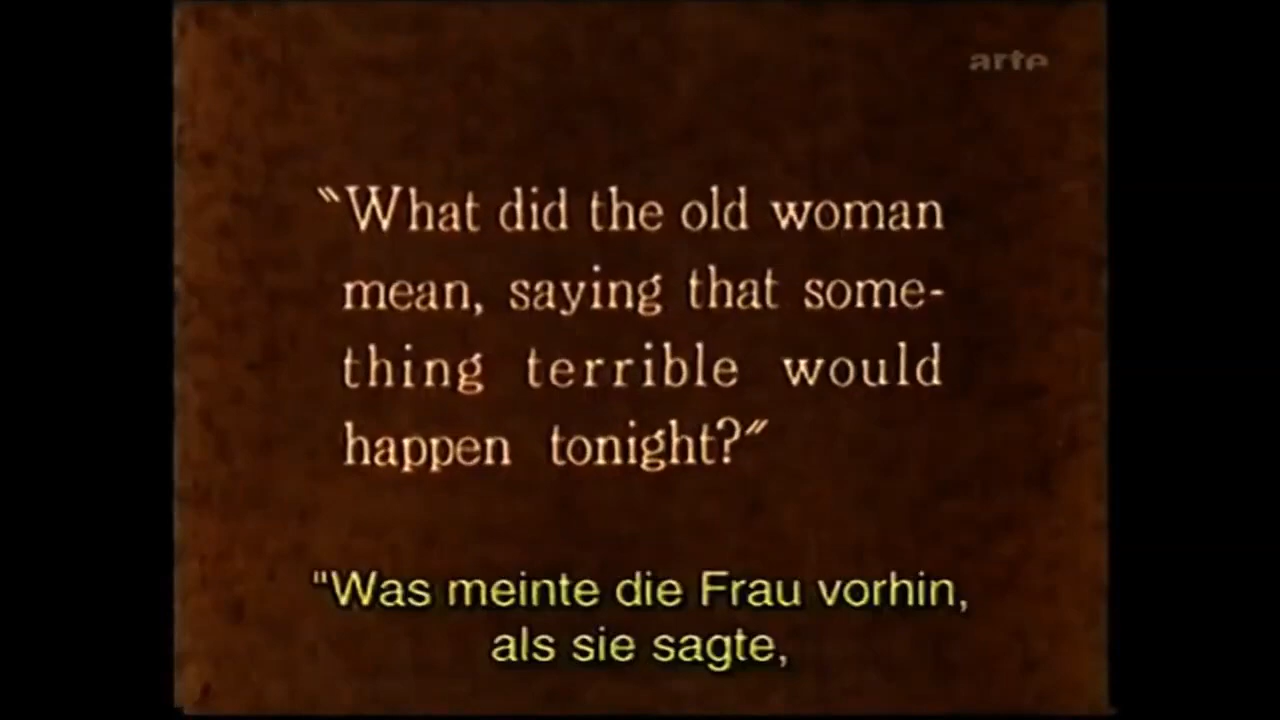 arte
"What did the old woman
mean, saying that some-
thing terrible would
happen tonight?"
"Was meinte die Frau vorhin,
als sie sagte,